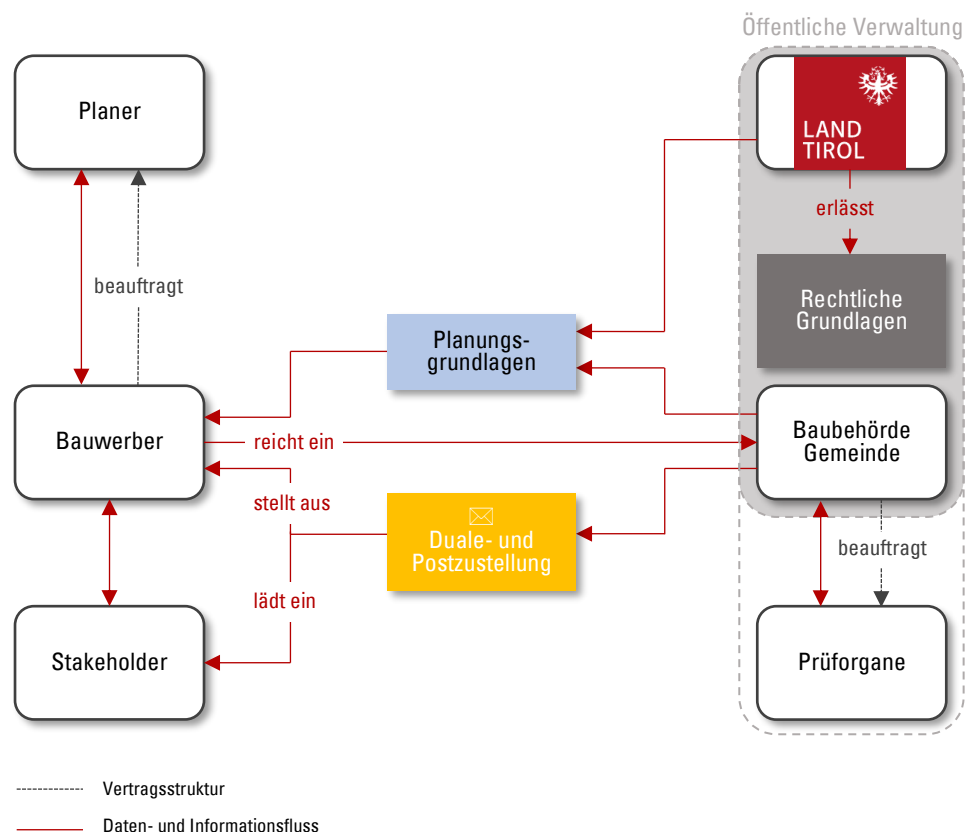 Öffentliche Verwaltung
Planer
LAND
TIROL
erlässt
beauftragt
Rechtliche
Grundlagen
Planungs-
grundlagen
Bauwerber
reicht ein
Baubehörde
Gemeinde
stellt aus
Duale- und
Postzustellung
beauftragt
lädt ein
Stakeholder
Prüforgane
Vertragsstruktur
Daten- und Informationsfluss